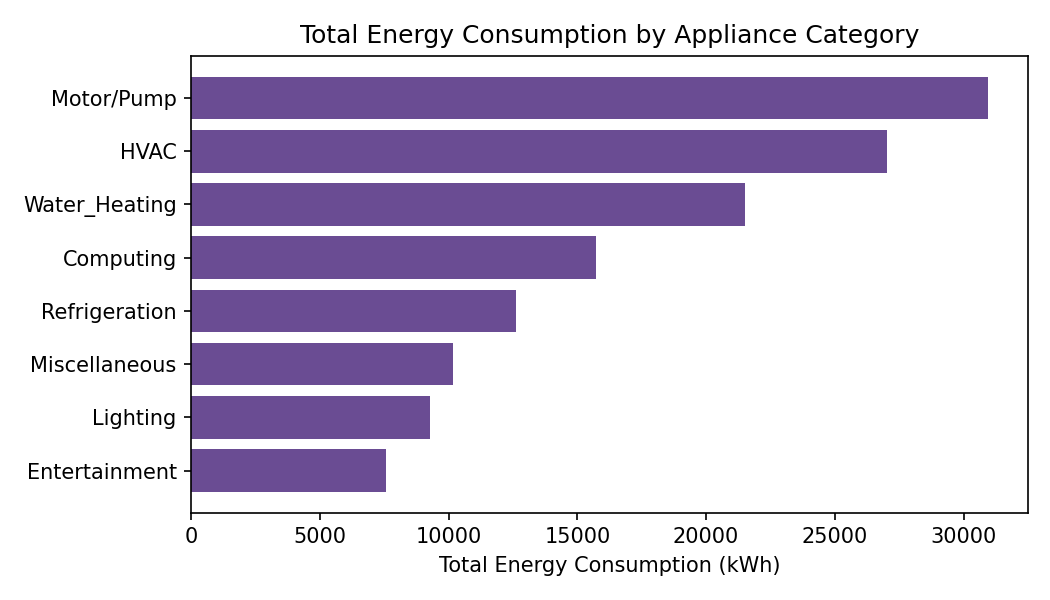 Total Energy Consumption by Appliance Category
Motor/Pump
HVAC
Water_Heating
Computing
Refrigeration
Miscellaneous
Lighting
Entertainment
0 5000 10000 15000 20000 25000 30000
Total Energy Consumption (kWh)